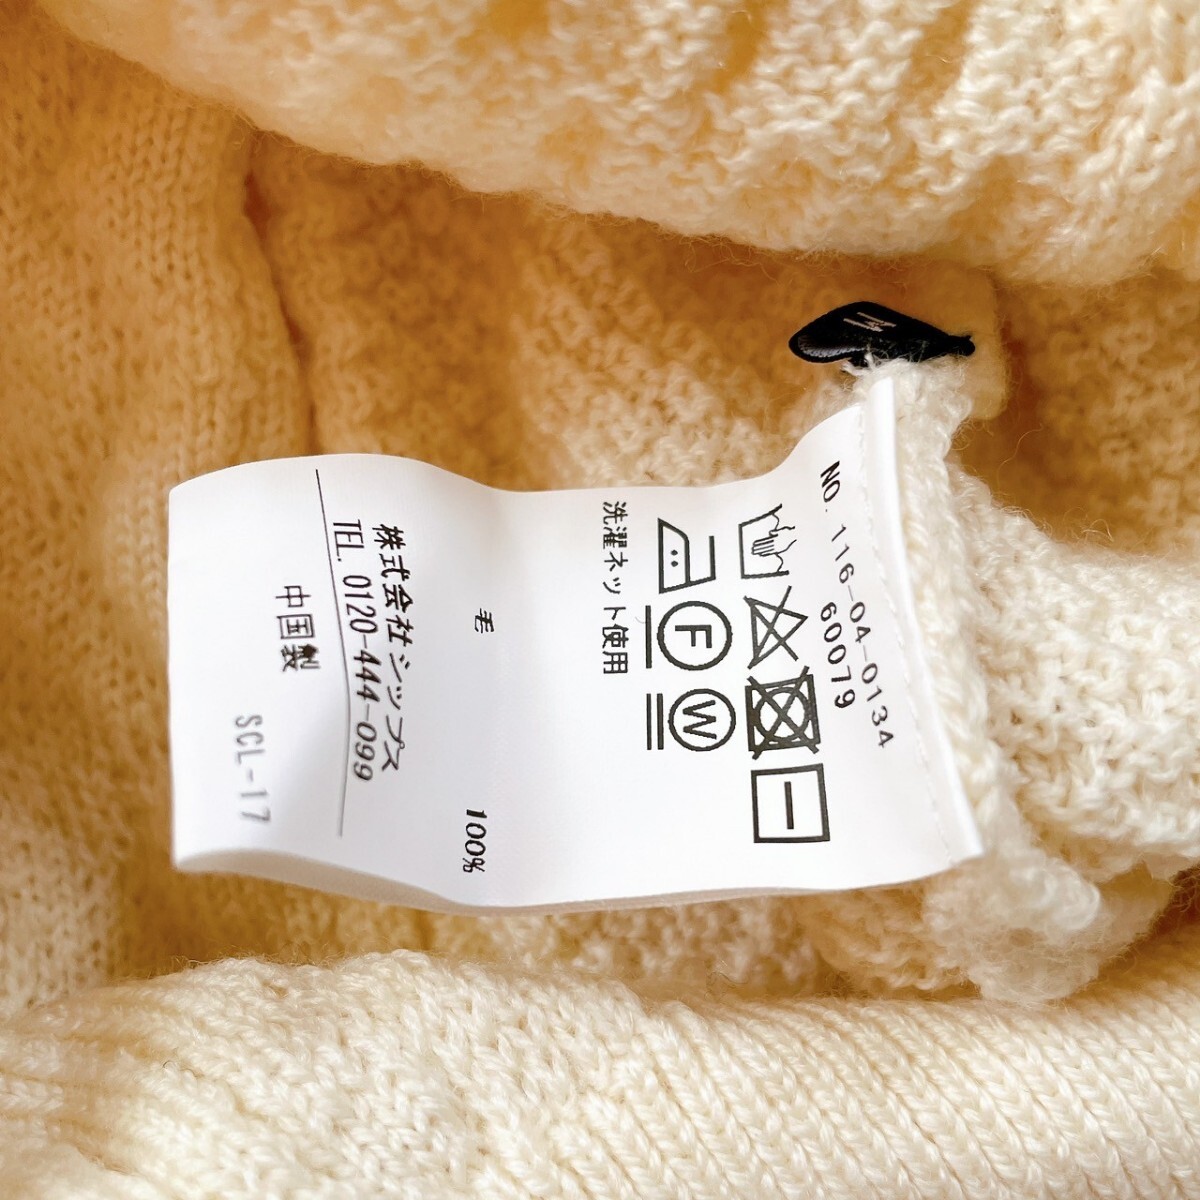 NO. 116-04-0134
60079
F
W
洗濯ネット使用
毛 100%
株式会社シップス
TEL. 0120-444-099
中国製
SCL-17
M